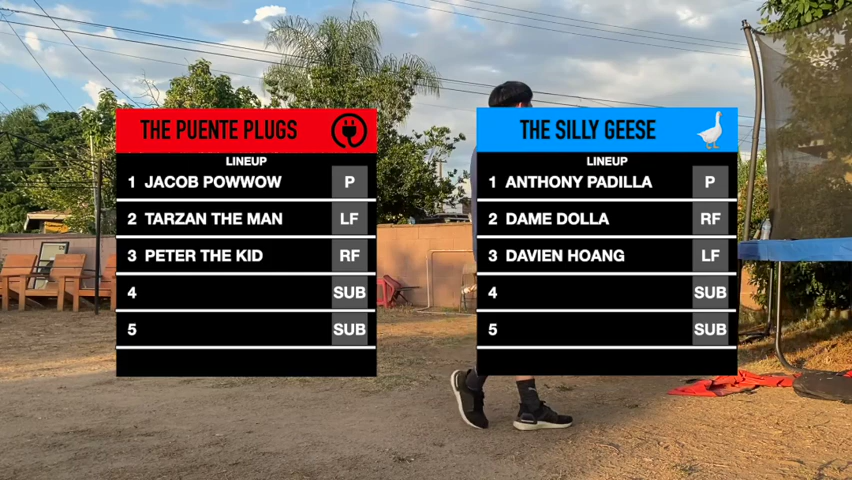 THE PUENTE PLUGS
LINEUP
1 JACOB POWWOW P
2 TARZAN THE MAN LF
3 PETER THE KID RF
4 SUB
5 SUB
THE SILLY GEESE
LINEUP
1 ANTHONY PADILLA P
2 DAME DOLLA RF
3 DAVIEN HOANG LF
4 SUB
5 SUB